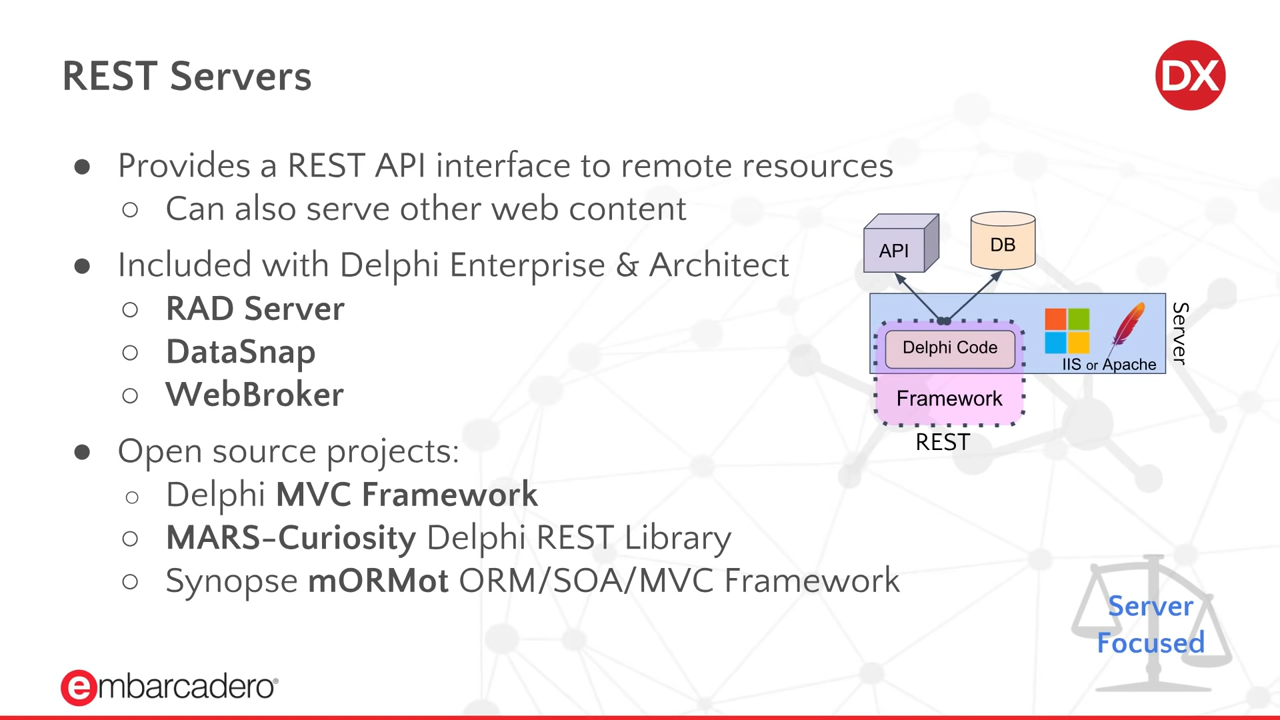 REST Servers
DX
● Provides a REST API interface to remote resources
○ Can also serve other web content
● Included with Delphi Enterprise & Architect
○ RAD Server
○ DataSnap
○ WebBroker
● Open source projects:
○ Delphi MVC Framework
○ MARS-Curiosity Delphi REST Library
○ Synopse mORMot ORM/SOA/MVC Framework
API
DB
Delphi Code
IIS or Apache
Server
Framework
REST
Server
Focused
embarcadero®